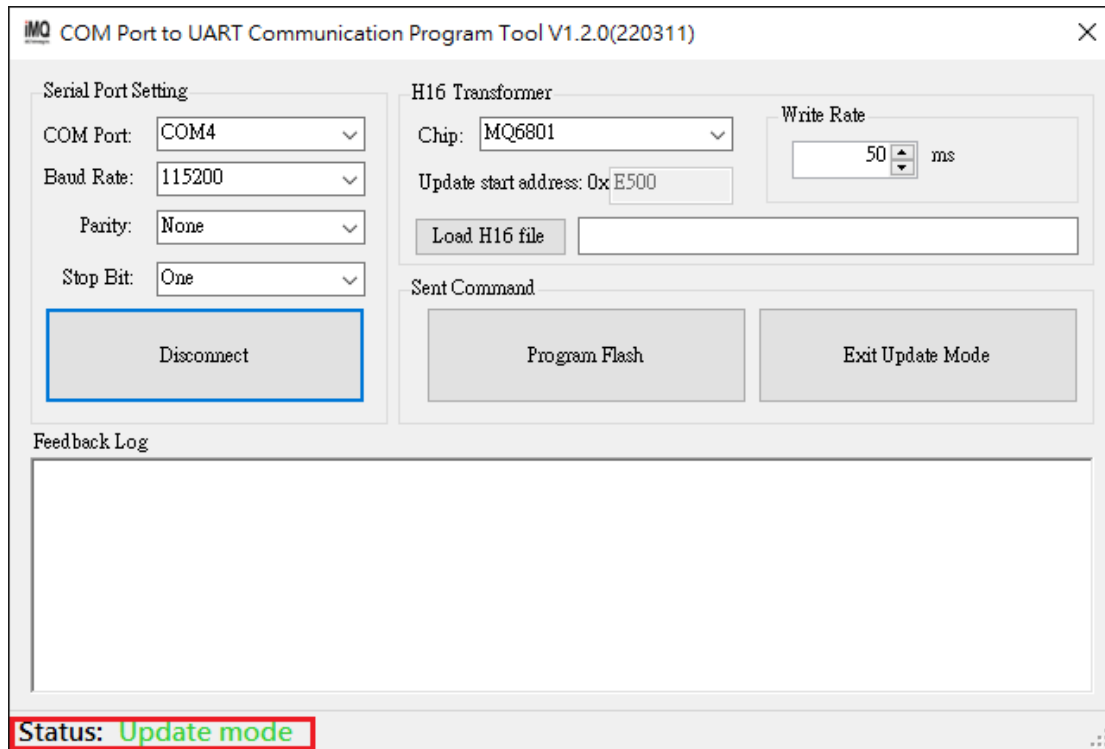 iMQ COM Port to UART Communication Program Tool V1.2.0(220311)
Serial Port Setting
COM Port: COM4
Baud Rate: 115200
Parity: None
Stop Bit: One
Disconnect
H16 Transformer
Chip: MQ6801
Update start address: 0x E500
Write Rate
50 ms
Load H16 file
Sent Command
Program Flash
Exit Update Mode
Feedback Log
Status: Update mode